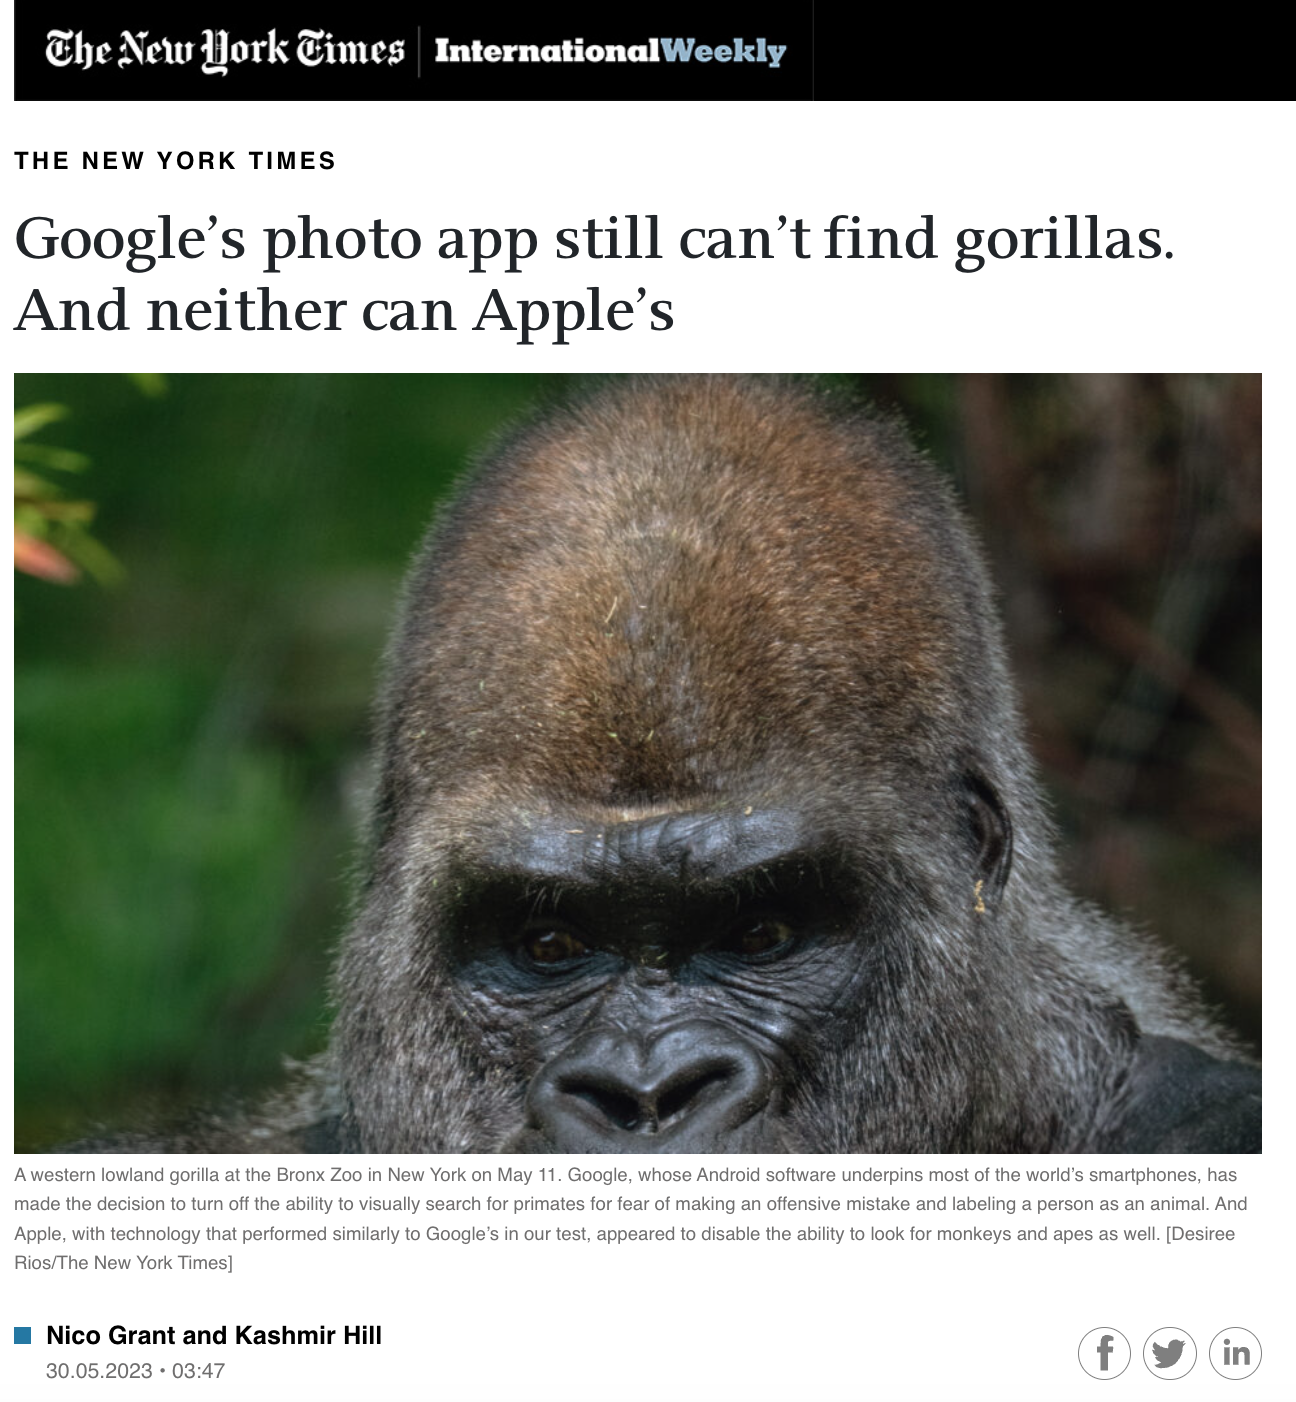 The New York Times InternationalWeekly
THE NEW YORK TIMES
Google’s photo app still can’t find gorillas.
And neither can Apple’s
A western lowland gorilla at the Bronx Zoo in New York on May 11. Google, whose Android software underpins most of the world’s smartphones, has
made the decision to turn off the ability to visually search for primates for fear of making an offensive mistake and labeling a person as an animal. And
Apple, with technology that performed similarly to Google’s in our test, appeared to disable the ability to look for monkeys and apes as well. [Desiree
Rios/The New York Times]
Nico Grant and Kashmir Hill
30.05.2023 • 03:47
f
in